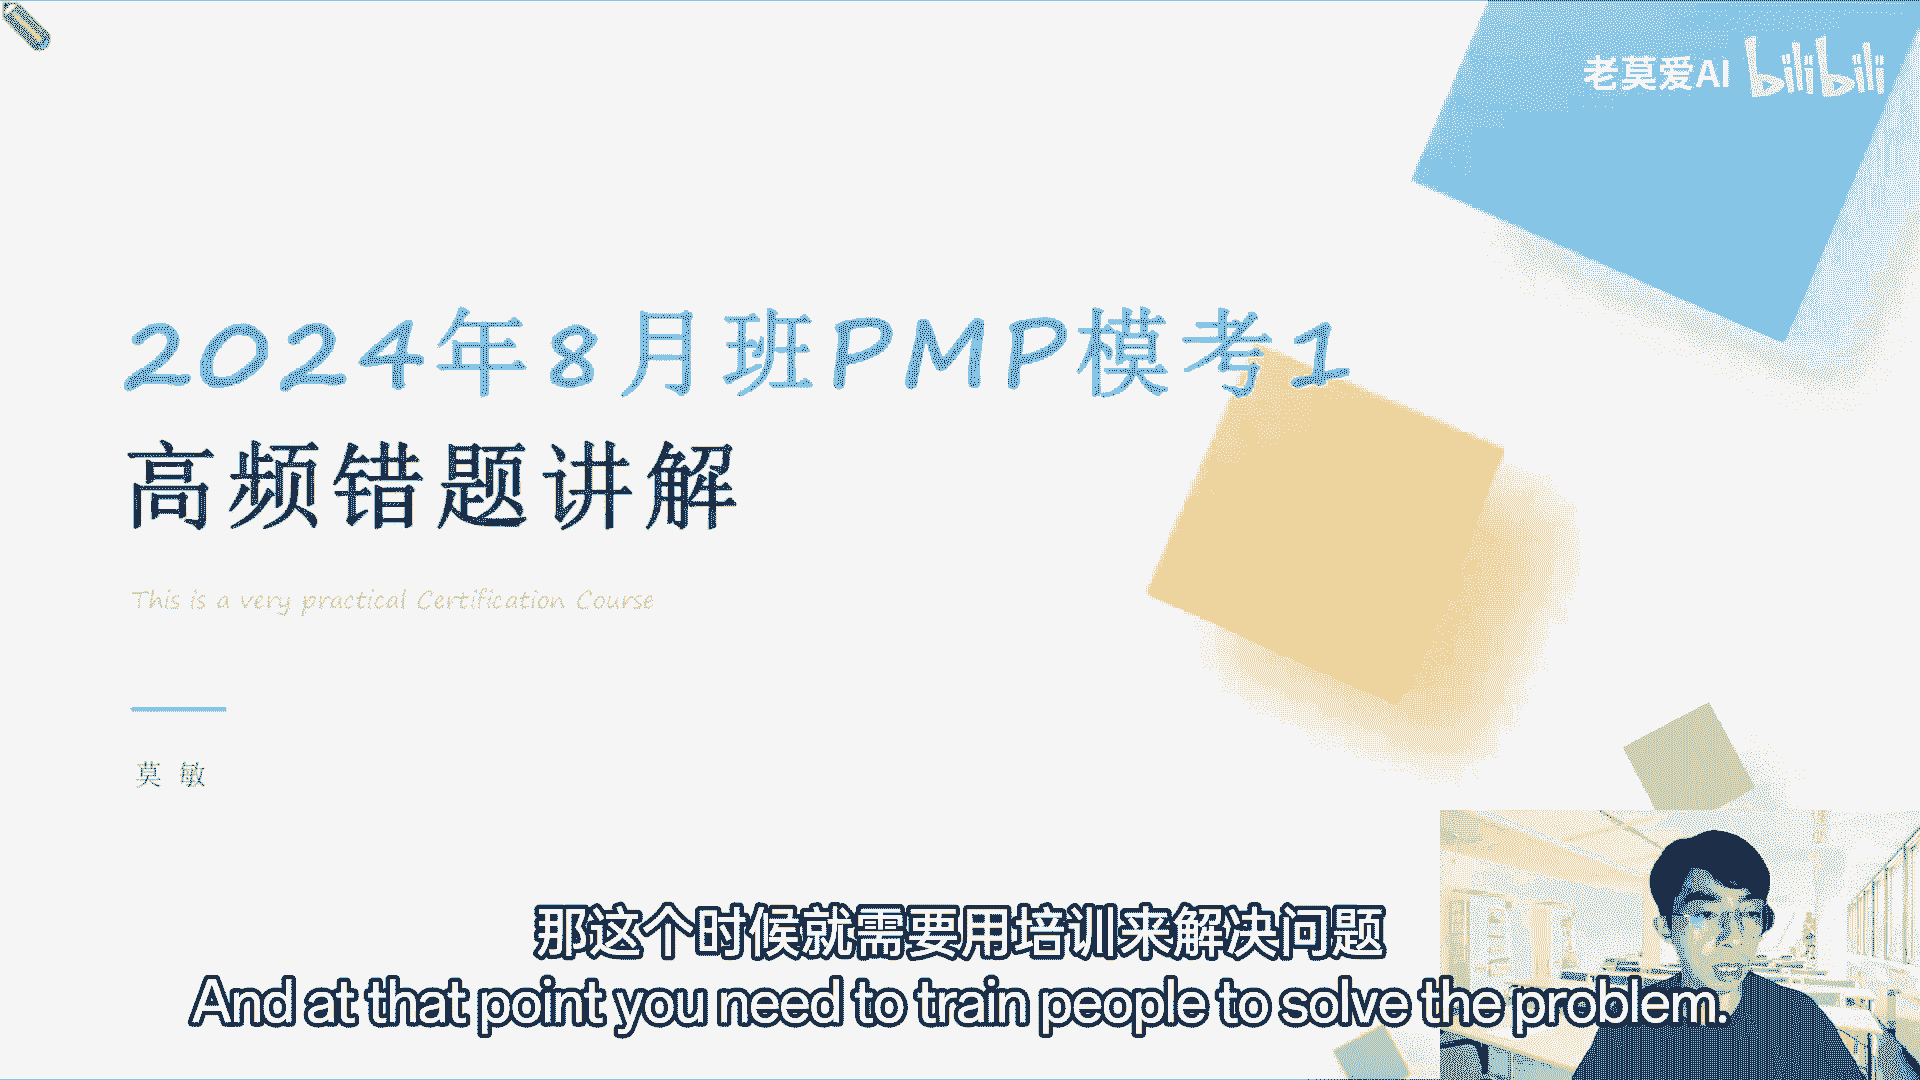 老莫爱AI bilibili
2024年8月班PMP模考1
高频错题讲解
This is a very practical Certification Course
莫 敏
那这个时候就需要用培训来解决问题
And at that point you need to train people to solve the problem.